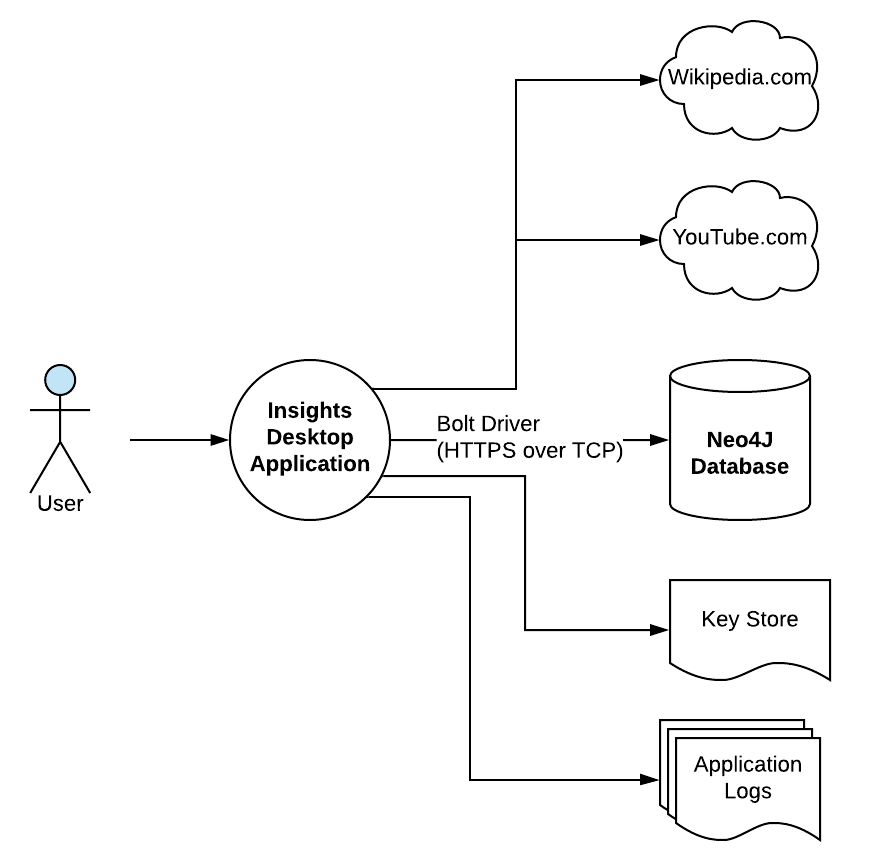 Wikipedia.com
YouTube.com
Insights
Desktop
Application
Bolt Driver
(HTTPS over TCP)
Neo4J
Database
User
Key Store
Application
Logs